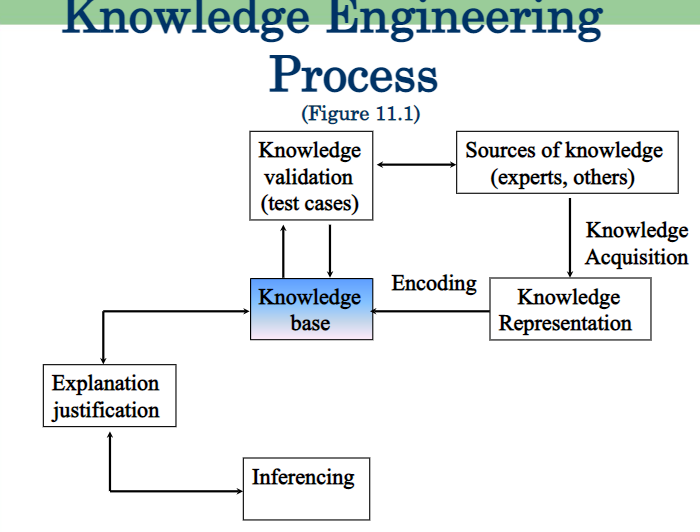 Knowledge Engineering
Process
(Figure 11.1)
Knowledge
validation
(test cases)
Sources of knowledge
(experts, others)
Knowledge
Acquisition
Encoding
Knowledge
base
Knowledge
Representation
Explanation
justification
Inferencing